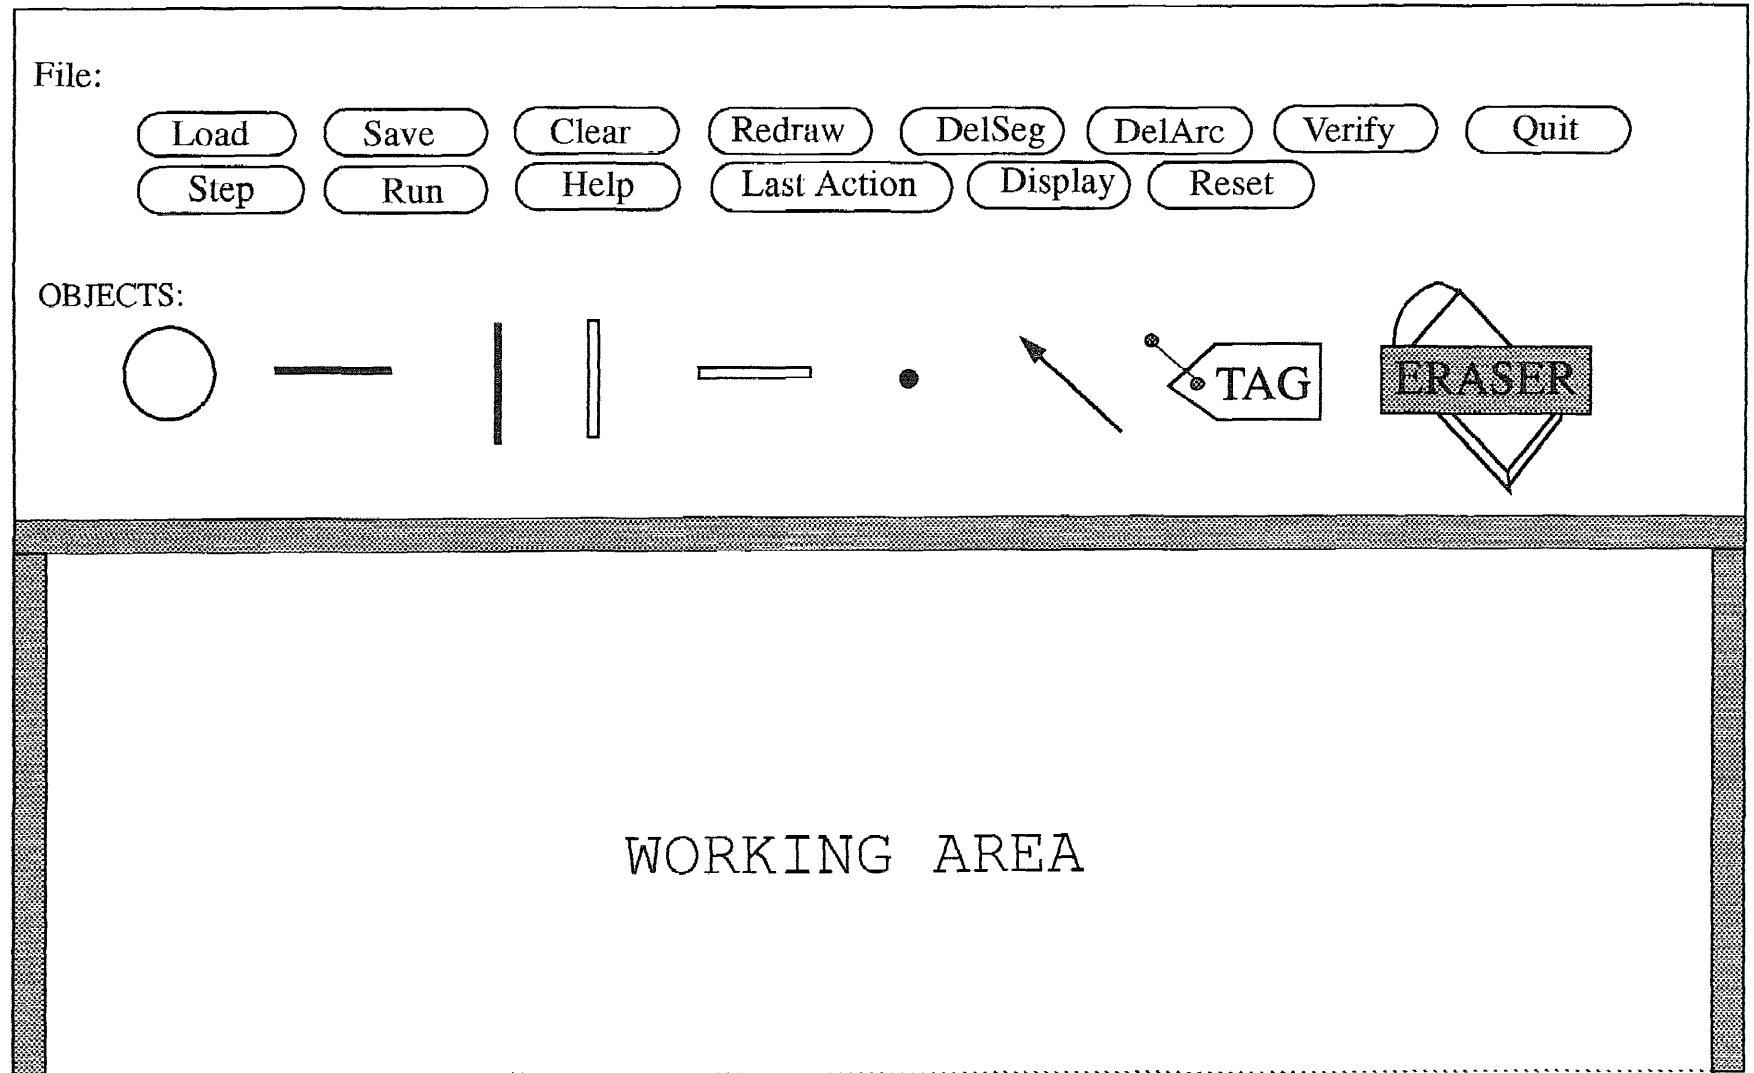 File:
Load Save Clear Redraw DelSeg DelArc Verify Quit
Step Run Help Last Action Display Reset
OBJECTS:
TAG ERASER
WORKING AREA